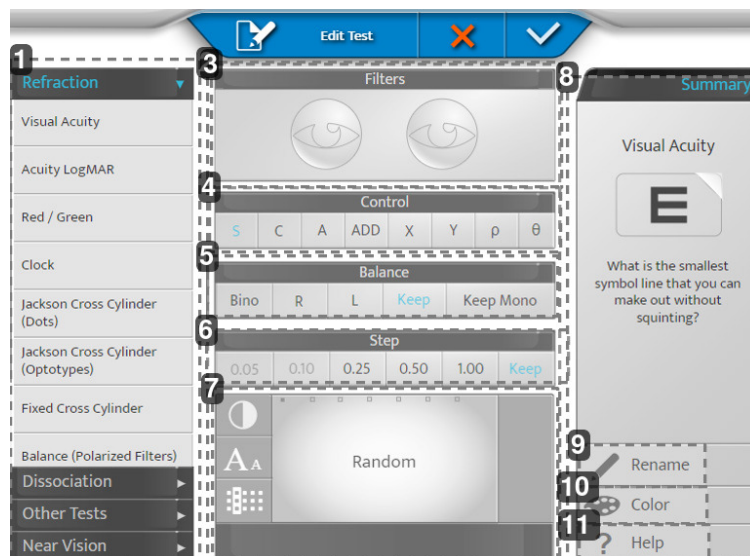 Edit Test
1
Refraction
Visual Acuity
Acuity LogMAR
Red / Green
Clock
Jackson Cross Cylinder
(Dots)
Jackson Cross Cylinder
(Optotypes)
Fixed Cross Cylinder
Balance (Polarized Filters)
Dissociation
Other Tests
Near Vision
3
Filters
4
Control
S C A ADD X Y ρ θ
5
Balance
Bino R L Keep Keep Mono
6
Step
0.05 0.10 0.25 0.50 1.00 Keep
7
A A
Random
8
Summary
Visual Acuity
E
What is the smallest
symbol line that you can
make out without
squinting?
9
Rename
10
Color
11
? Help